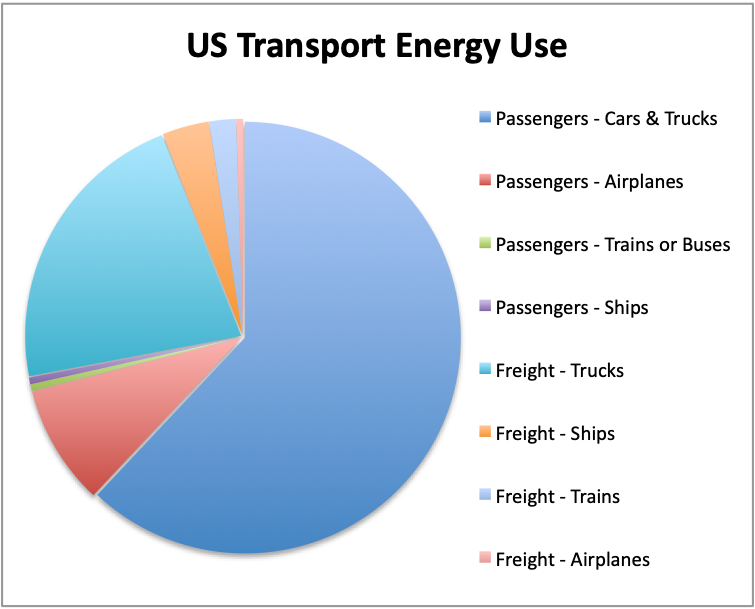 US Transport Energy Use
Passengers - Cars & Trucks
Passengers - Airplanes
Passengers - Trains or Buses
Passengers - Ships
Freight - Trucks
Freight - Ships
Freight - Trains
Freight - Airplanes